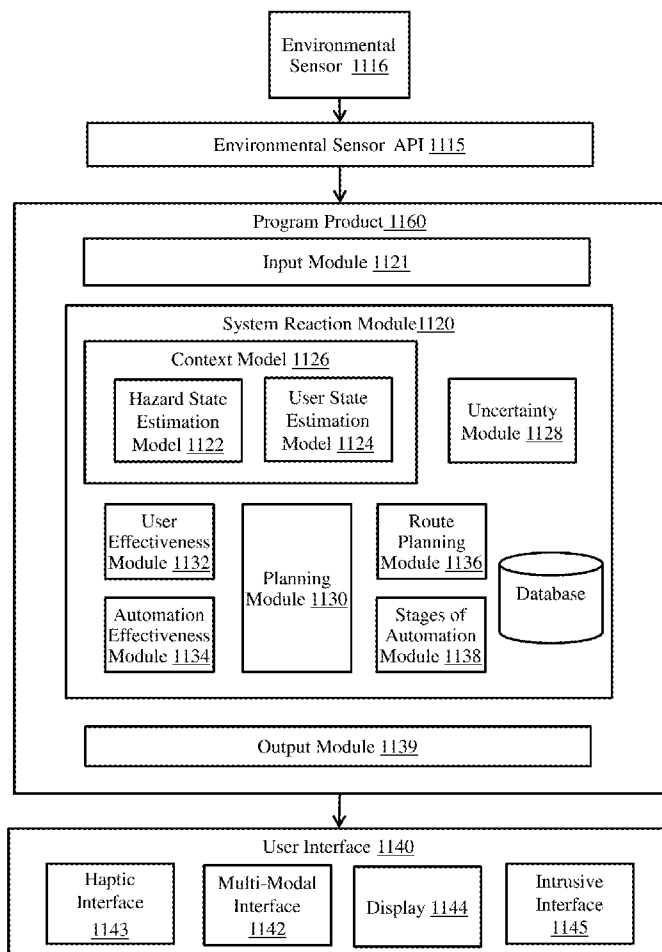 Environmental
Sensor 1116
Environmental Sensor API 1115
Program Product 1160
Input Module 1121
System Reaction Module1120
Context Model 1126
Hazard State
Estimation
Model 1122
User State
Estimation
Model 1124
Uncertainty
Module 1128
User
Effectiveness
Module 1132
Planning
Module 1130
Route
Planning
Module 1136
Database
Automation
Effectiveness
Module 1134
Stages of
Automation
Module 1138
Output Module 1139
User Interface 1140
Haptic
Interface
1143
Multi-Modal
Interface
1142
Display 1144
Intrusive
Interface
1145